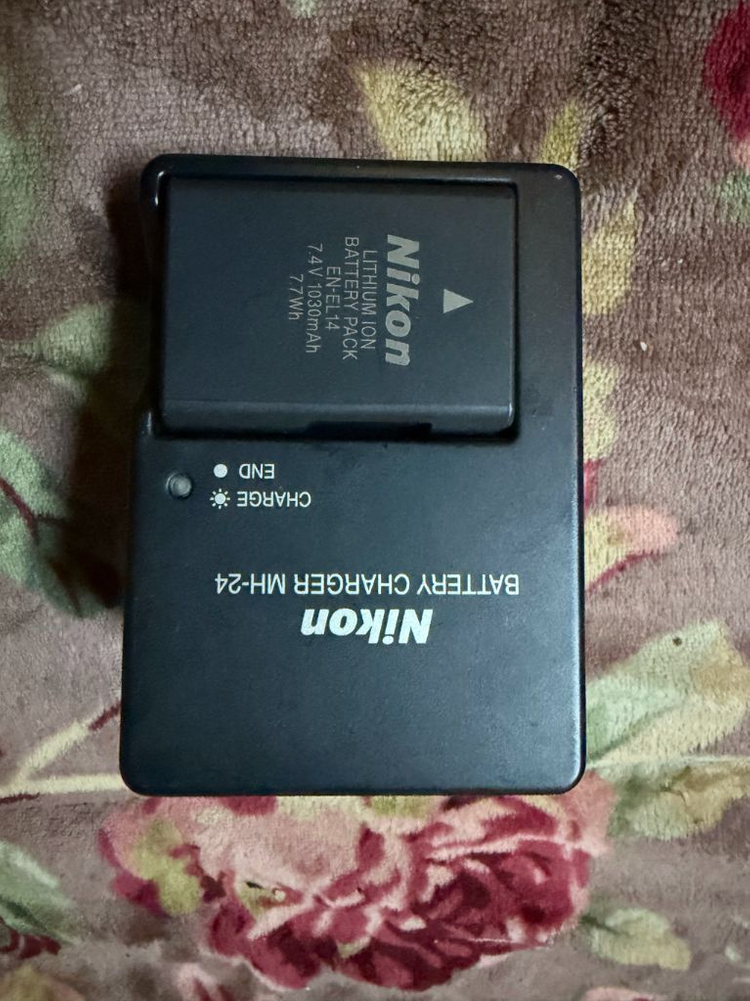 Nikon
LITHIUM ION
BATTERY PACK
EN-EL14
7.4V 1030mAh
7.7Wh
Nikon
BATTERY CHARGER MH-24
CHARGE
END